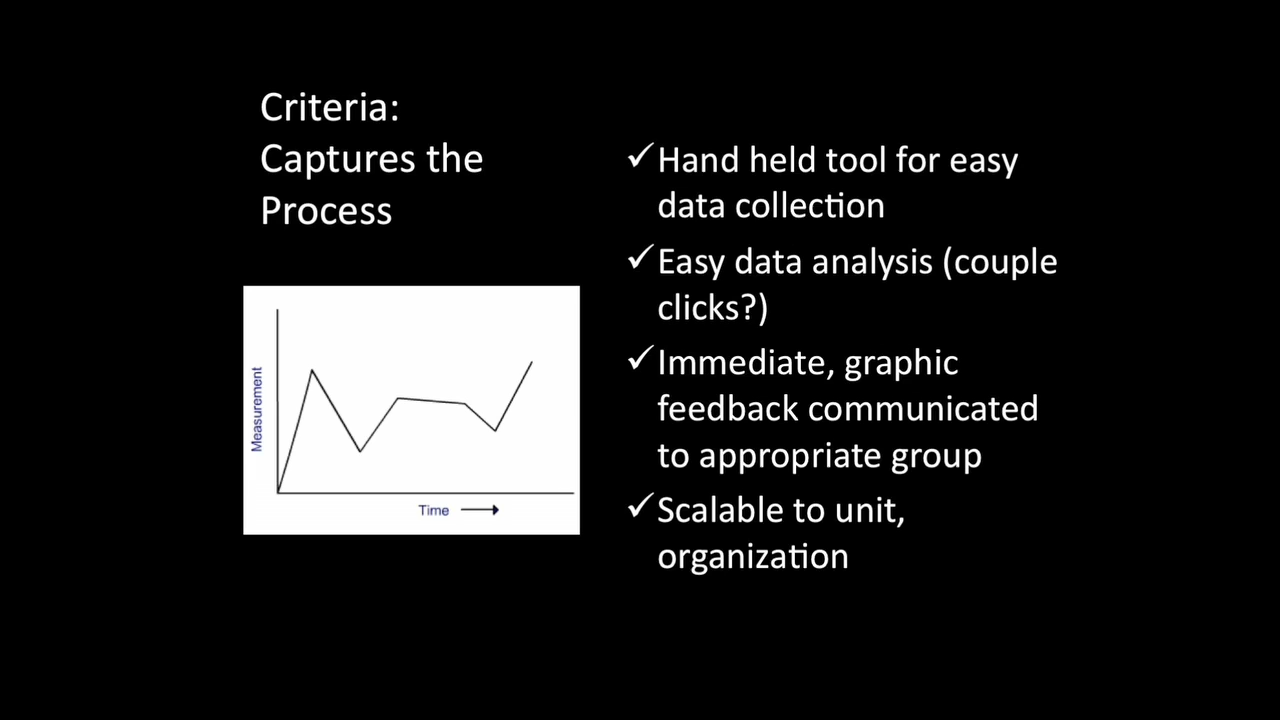 Criteria:
Captures the
Process
Measurement
Time
✓Hand held tool for easy
data collection
✓Easy data analysis (couple
clicks?)
✓Immediate, graphic
feedback communicated
to appropriate group
✓Scalable to unit,
organization